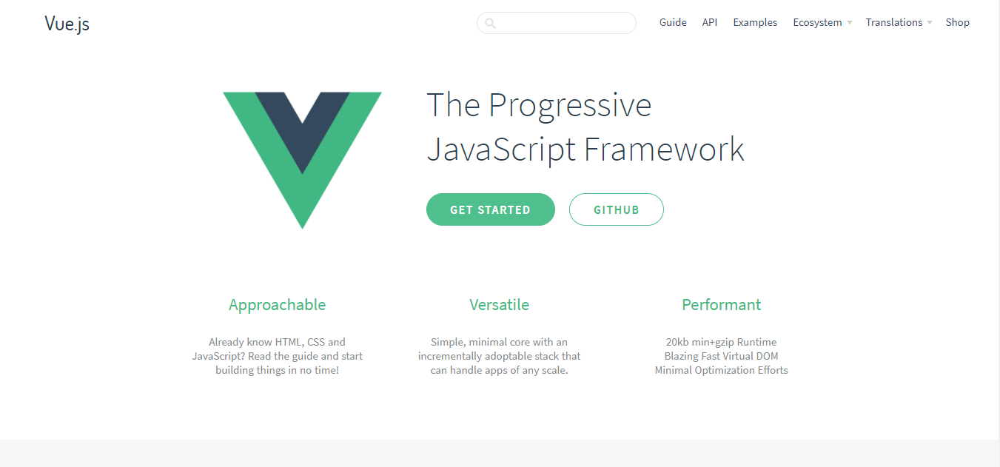 Vue.js
Guide API Examples Ecosystem Translations Shop
The Progressive
JavaScript Framework
GET STARTED GITHUB
Approachable
Already know HTML, CSS and
JavaScript? Read the guide and start
building things in no time!
Versatile
Simple, minimal core with an
incrementally adoptable stack that
can handle apps of any scale.
Performant
20kb min+gzip Runtime
Blazing Fast Virtual DOM
Minimal Optimization Efforts